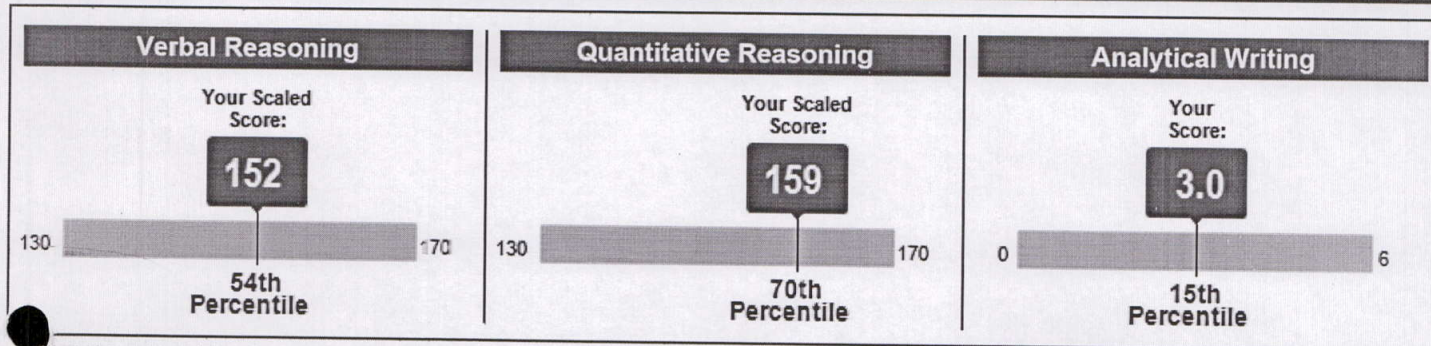 Verbal Reasoning
Your Scaled
Score:
152
130
170
54th
Percentile
Quantitative Reasoning
Your Scaled
Score:
159
130
170
70th
Percentile
Analytical Writing
Your
Score:
3.0
0
6
15th
Percentile